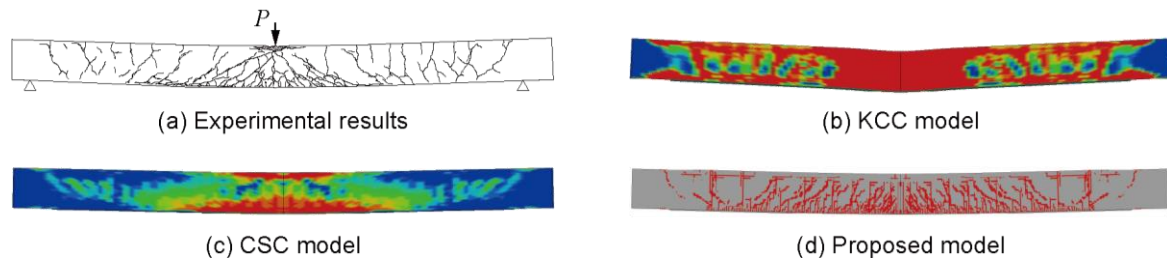 P
(a) Experimental results
(b) KCC model
(c) CSC model
(d) Proposed model